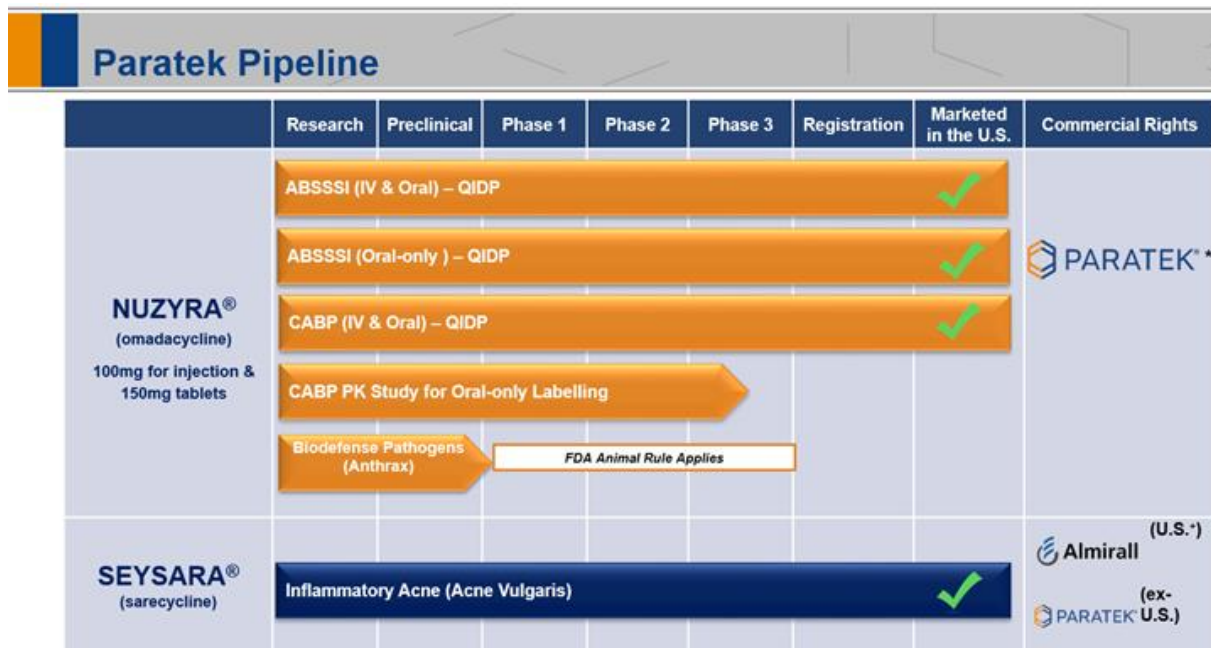 Paratek Pipeline
Research
Preclinical
Phase 1
Phase 2
Phase 3
Registration
Marketed
in the U.S.
Commercial Rights
NUZYRA®
(omadacycline)
100mg for injection &
150mg tablets
ABSSSI (IV & Oral) – QIDP
ABSSSI (Oral-only ) – QIDP
CABP (IV & Oral) – QIDP
CABP PK Study for Oral-only Labelling
Biodefense Pathogens
(Anthrax)
FDA Animal Rule Applies
PARATEK® *
SEYSARA®
(sarecycline)
Inflammatory Acne (Acne Vulgaris)
(U.S.*)
Almirall
(ex-
PARATEK® U.S.)